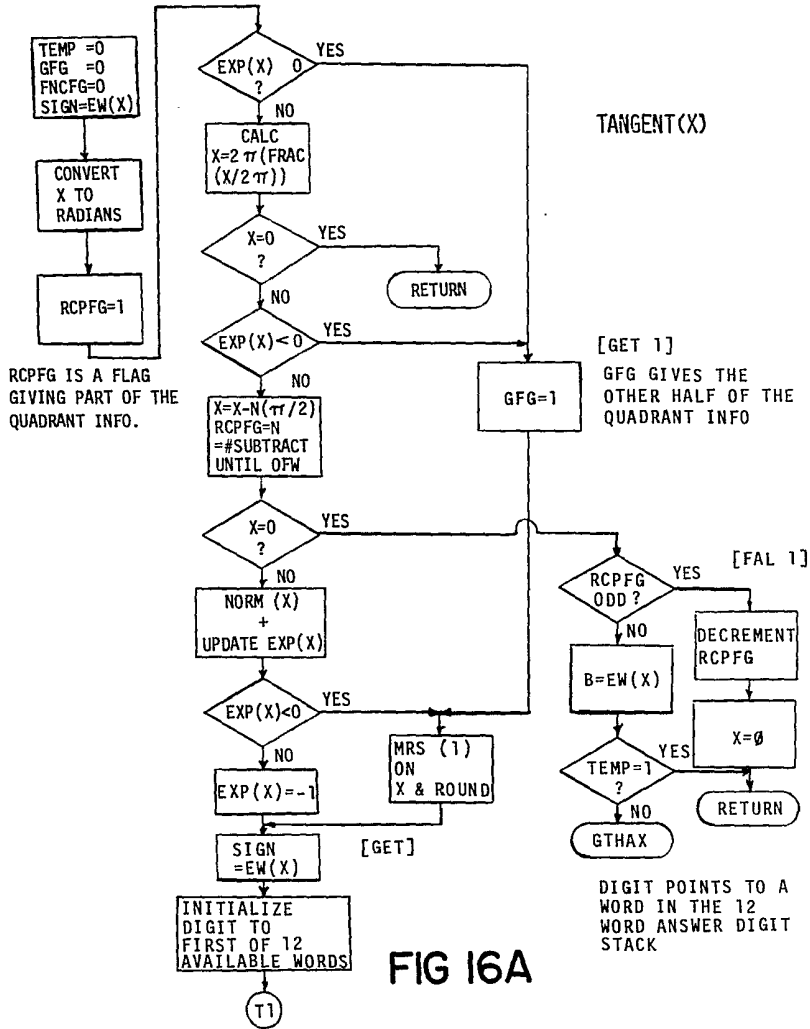 TEMP =0
GFG =0
FNCFG=0
SIGN=EW(X)
CONVERT
X TO
RADIANS
RCPFG=1
RCPFG IS A FLAG
GIVING PART OF THE
QUADRANT INFO.
EXP(X) 0
?
YES
NO
CALC
X=2π(FRAC
(X/2π))
X=0
?
YES
RETURN
NO
EXP(X)<0
YES
NO
TANGENT(X)
[GET 1]
GFG GIVES THE
OTHER HALF OF THE
QUADRANT INFO
GFG=1
X=X-N(π/2)
RCPFG=N
=#SUBTRACT
UNTIL OFW
X=0
?
YES
NO
NORM (X)
+
UPDATE EXP(X)
EXP(X)<0
YES
NO
EXP(X)=-1
MRS (1)
ON
X & ROUND
[GET]
SIGN
=EW(X)
INITIALIZE
DIGIT TO
FIRST OF 12
AVAILABLE WORDS
T1
RCPFG
ODD?
YES
[FAL 1]
NO
DECREMENT
RCPFG
B=EW(X)
X=Ø
TEMP=1
?
YES
NO
RETURN
GTHAX
DIGIT POINTS TO A
WORD IN THE 12
WORD ANSWER DIGIT
STACK
FIG 16A